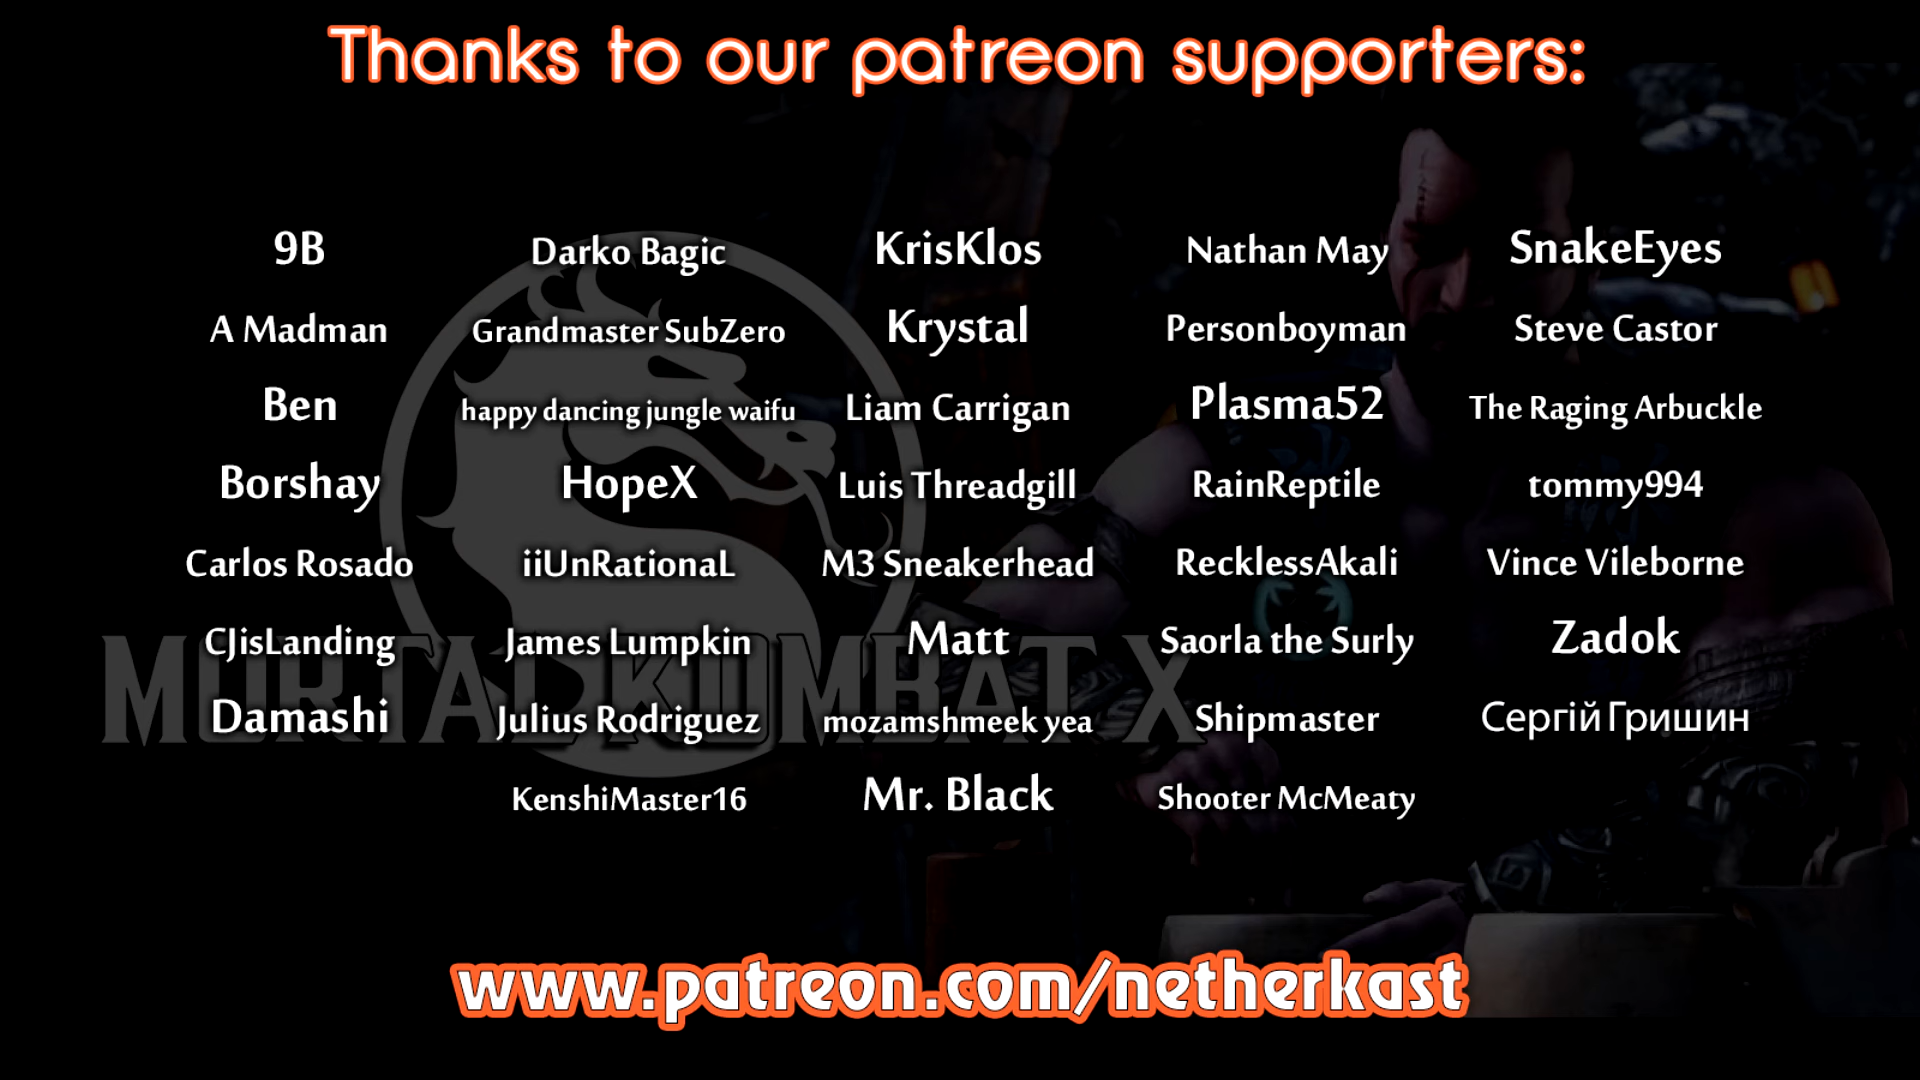 Thanks to our patreon supporters:
9B
A Madman
Ben
Borshay
Carlos Rosado
CJisLanding
Damashi
Darko Bagic
Grandmaster SubZero
happy dancing jungle waifu
HopeX
iiUnRationaL
James Lumpkin
Julius Rodriguez
KenshiMaster16
KrisKlos
Krystal
Liam Carrigan
Luis Threadgill
M3 Sneakerhead
Matt
mozamshmeek yea
Mr. Black
Nathan May
Personboyman
Plasma52
RainReptile
RecklessAkali
Saorla the Surly
Shipmaster
Shooter McMeaty
SnakeEyes
Steve Castor
The Raging Arbuckle
tommy994
Vince Vileborne
Zadok
Сергій Гришин
MORTAL KOMBAT X
www.patreon.com/netherkast